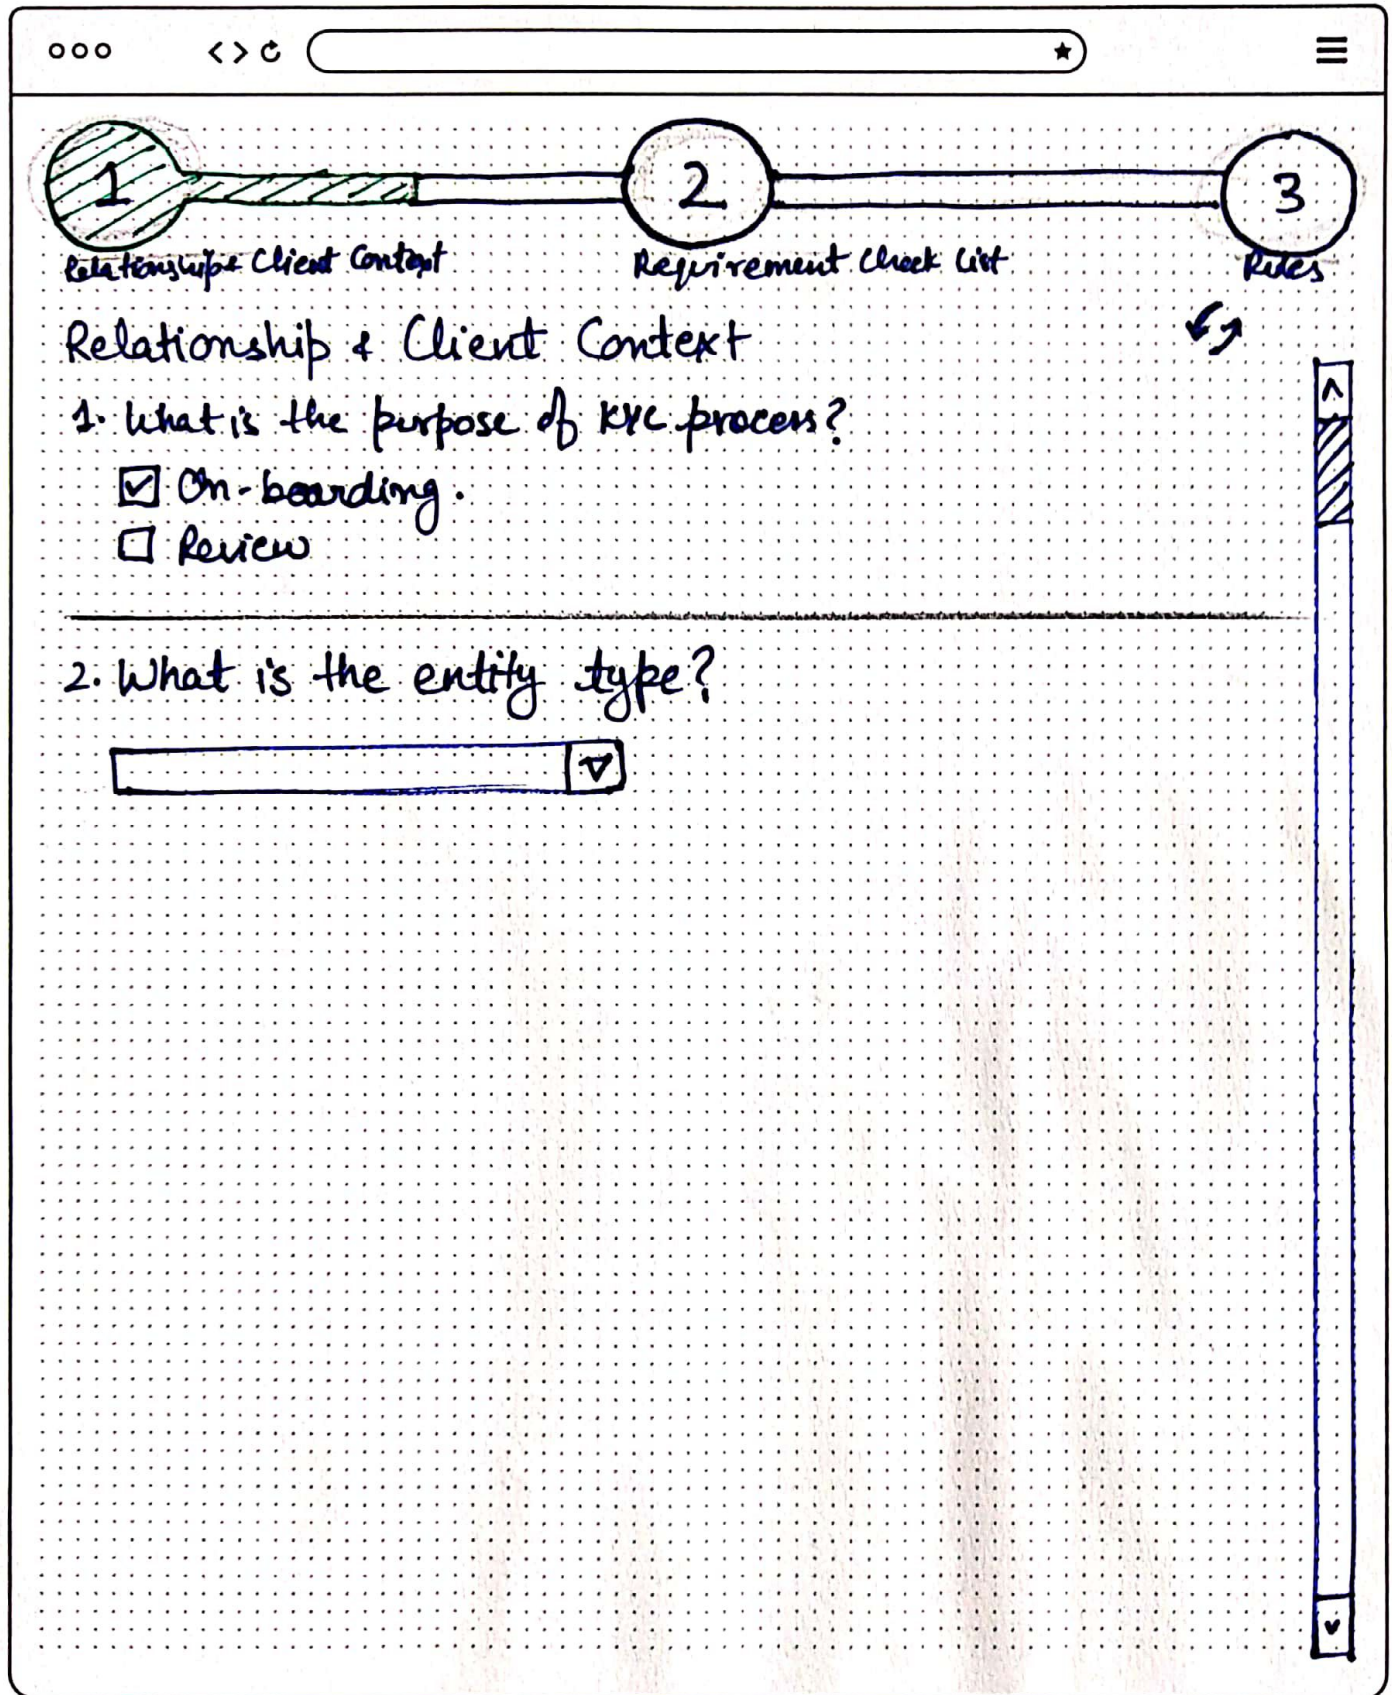 1 2 3
Relationship & Client Context Requirement Check List Rules
Relationship & Client Context
1. What is the purpose of KYC process?
On-boarding.
Review
2. What is the entity type?